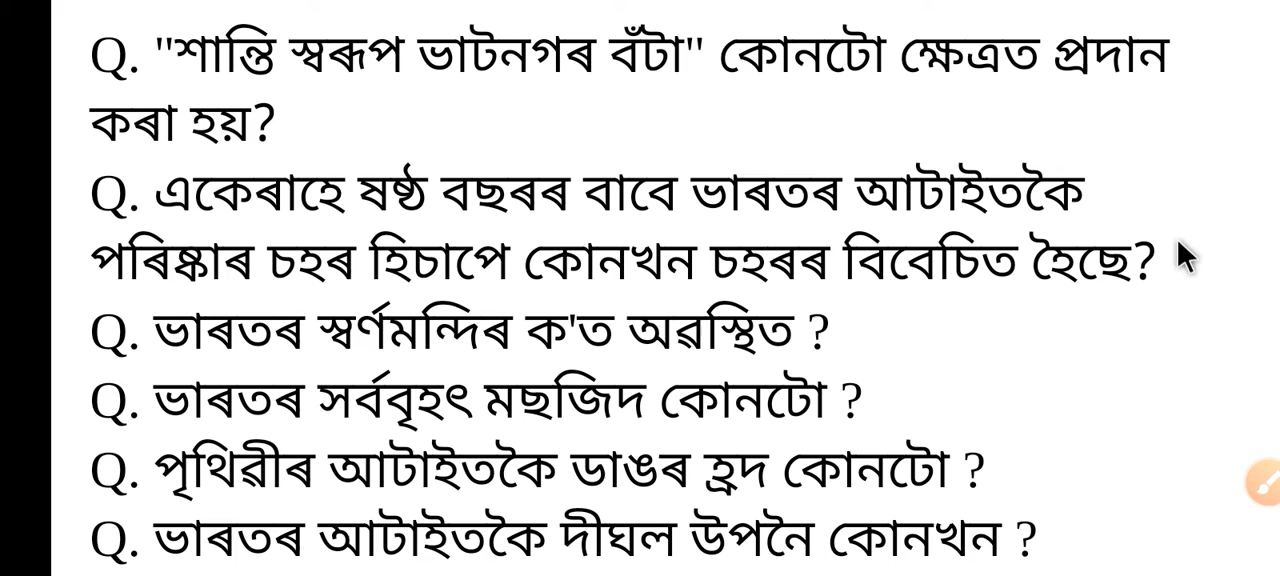 Q. "শান্তি স্বৰূপ ভাটনগৰ বঁটা" কোনটো ক্ষেত্ৰত প্ৰদান
কৰা হয়?
Q. একেৰাহে ষষ্ঠ বছৰৰ বাবে ভাৰতৰ আটাইতকৈ
পৰিষ্কাৰ চহৰ হিচাপে কোনখন চহৰৰ বিবেচিত হৈছে?
Q. ভাৰতৰ স্বৰ্ণমন্দিৰ ক'ত অৱস্থিত ?
Q. ভাৰতৰ সৰ্ববৃহৎ মছজিদ কোনটো ?
Q. পৃথিৱীৰ আটাইতকৈ ডাঙৰ হ্ৰদ কোনটো ?
Q. ভাৰতৰ আটাইতকৈ দীঘল উপনৈ কোনখন ?